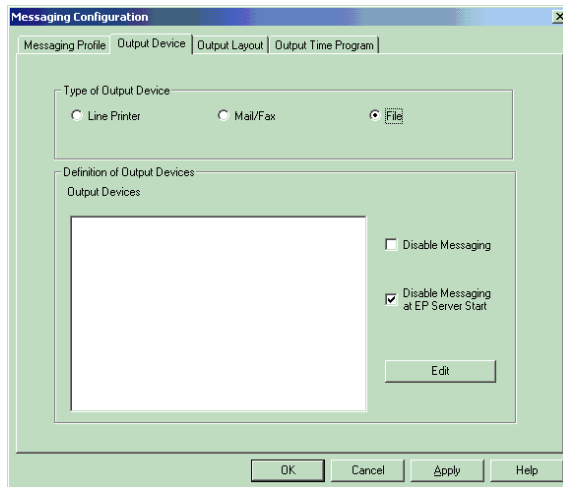 Messaging Configuration
Messaging Profile Output Device Output Layout Output Time Program
Type of Output Device
Line Printer Mail/Fax File
Definition of Output Devices
Output Devices
Disable Messaging
Disable Messaging
at EP Server Start
Edit
OK Cancel Apply Help